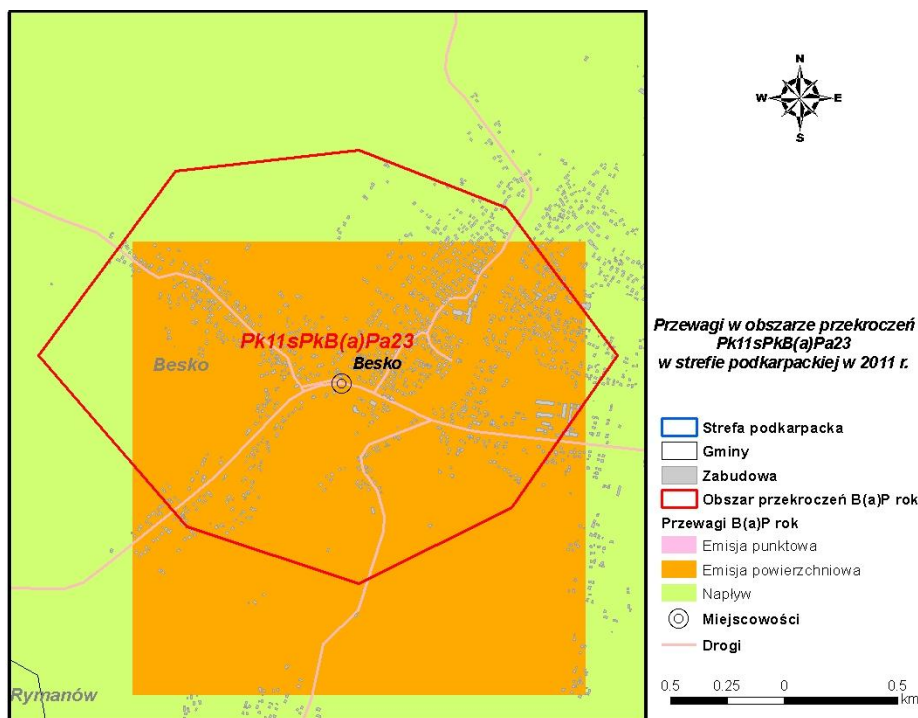 N
W E
S
Pk11sPkB(a)Pa23
Besko
Besko
Rymanów
Przewagi w obszarze przekroczeń
Pk11sPkB(a)Pa23
w strefie podkarpackiej w 2011 r.
Strefa podkarpacka
Gminy
Zabudowa
Obszar przekroczeń B(a)P rok
Przewagi B(a)P rok
Emisja punktowa
Emisja powierzchniowa
Napływ
Miejscowości
Drogi
0.5 0.25 0 0.5
km